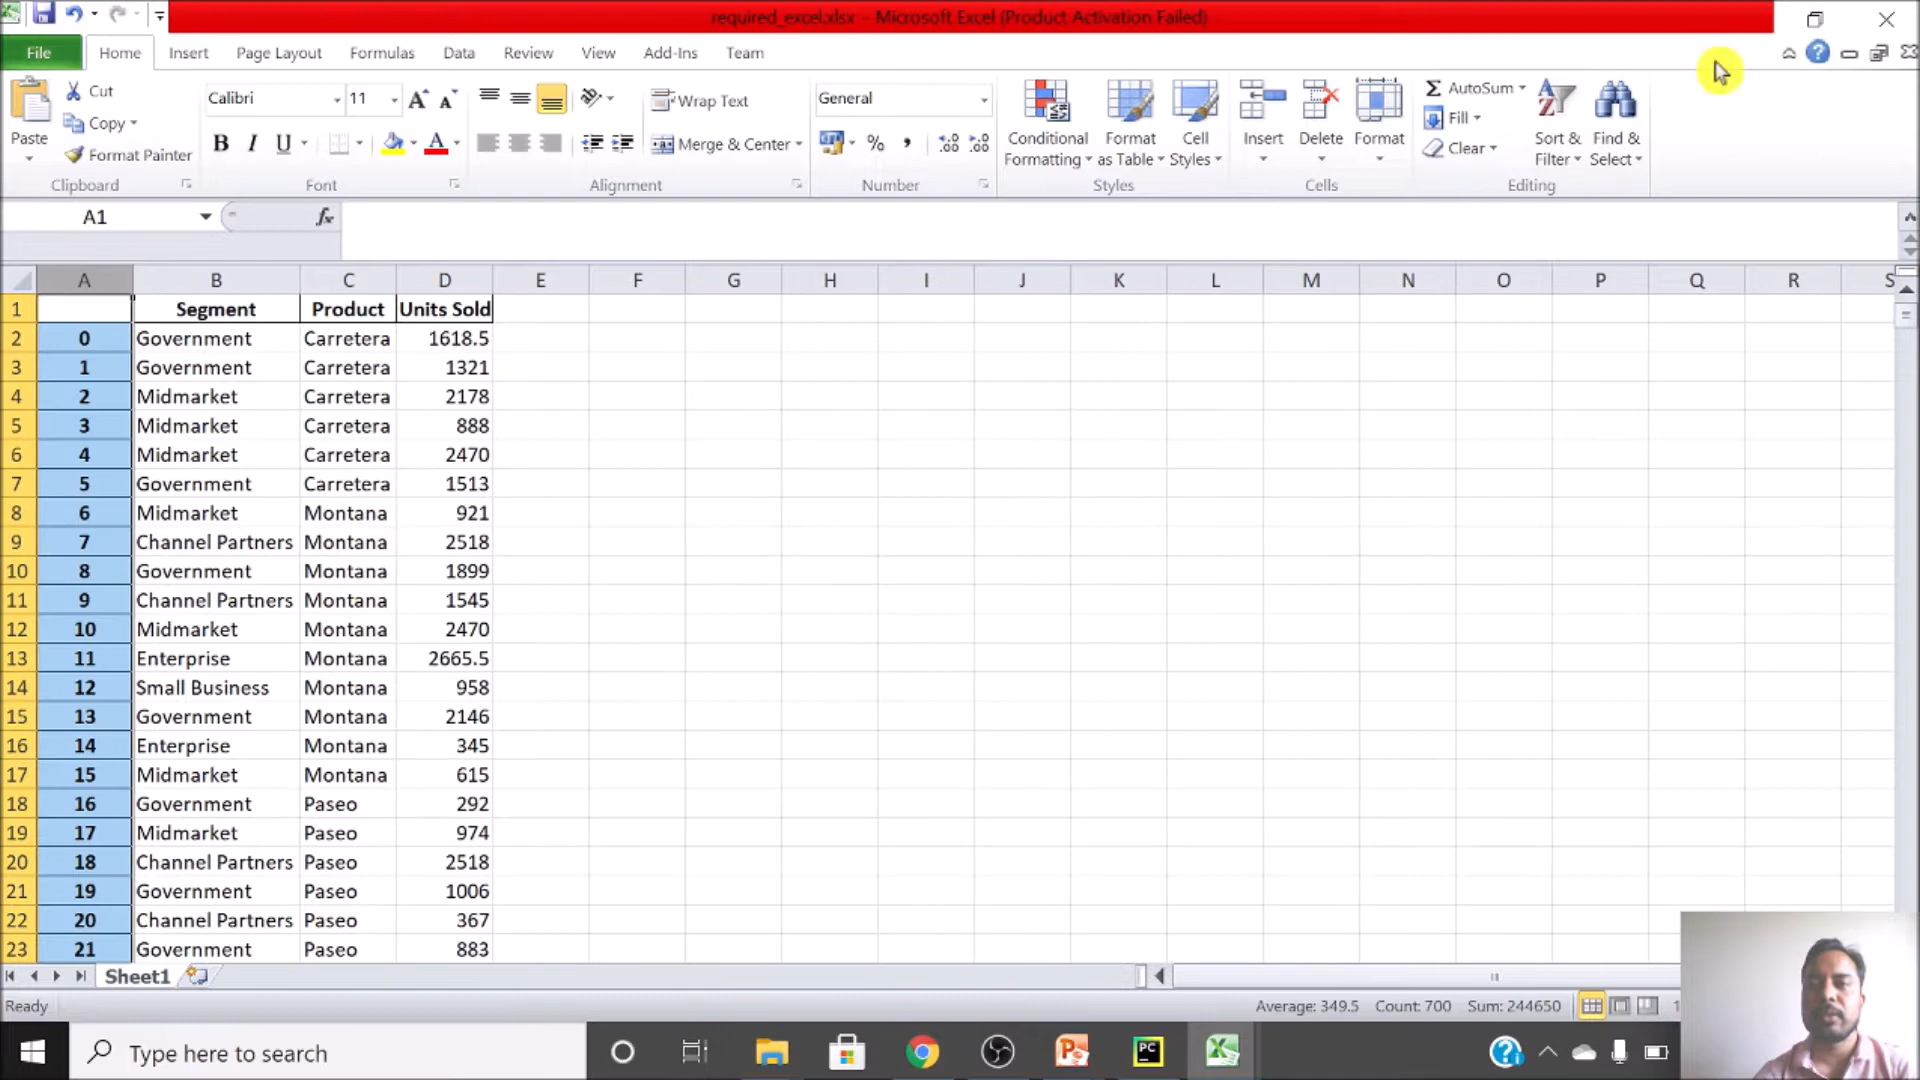 required_excel.xlsx - Microsoft Excel (Product Activation Failed)
File Home Insert Page Layout Formulas Data Review View Add-Ins Team
Cut
Copy
Format Painter
Paste
Clipboard
Calibri 11
B I U
Font
Wrap Text
Merge & Center
Alignment
General
Number
Conditional Formatting
Format as Table
Cell Styles
Styles
Insert
Delete
Format
Cells
AutoSum
Fill
Clear
Sort & Filter
Find & Select
Editing
A1 fx
A B C D E F G H I J K L M N O P Q R S
1 Segment Product Units Sold
2 0 Government Carretera 1618.5
3 1 Government Carretera 1321
4 2 Midmarket Carretera 2178
5 3 Midmarket Carretera 888
6 4 Midmarket Carretera 2470
7 5 Government Carretera 1513
8 6 Midmarket Montana 921
9 7 Channel Partners Montana 2518
10 8 Government Montana 1899
11 9 Channel Partners Montana 1545
12 10 Midmarket Montana 2470
13 11 Enterprise Montana 2665.5
14 12 Small Business Montana 958
15 13 Government Montana 2146
16 14 Enterprise Montana 345
17 15 Midmarket Montana 615
18 16 Government Paseo 292
19 17 Midmarket Paseo 974
20 18 Channel Partners Paseo 2518
21 19 Government Paseo 1006
22 20 Channel Partners Paseo 367
23 21 Government Paseo 883
Sheet1
Ready Average: 349.5 Count: 700 Sum: 244650
Type here to search